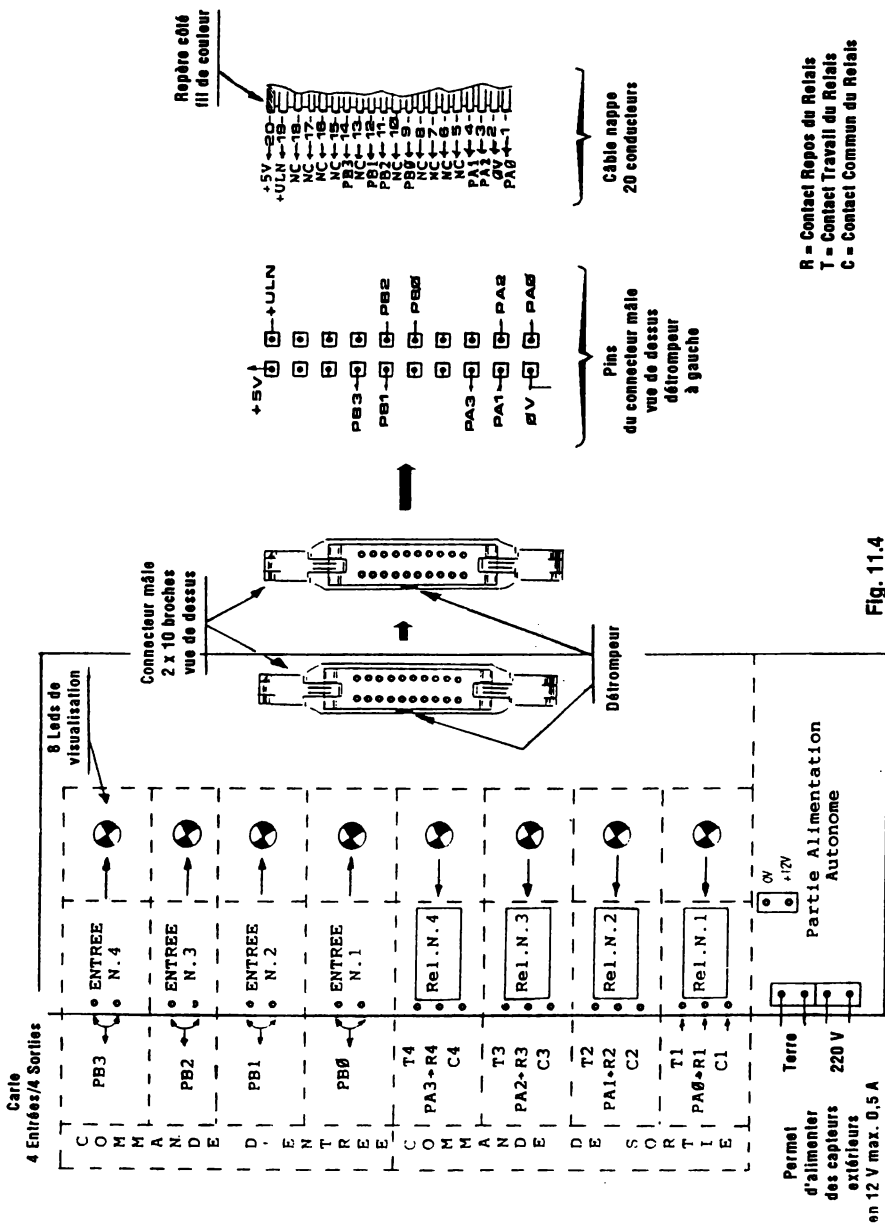 Carte
4 Entrées/4 Sorties
8 Leds de
visualisation
COMMANDE D'ENTREE
PB3
ENTREE
N.4
PB2
ENTREE
N.3
PB1
ENTREE
N.2
PBØ
ENTREE
N.1
COMMANDE DE SORTIE
T4
PA3→R4
C4
Rel.N.4
T3
PA2→R3
C3
Rel.N.3
T2
PA1→R2
C2
Rel.N.2
T1
PAØ→R1
C1
Rel.N.1
Terre
220 V
0V
+12V
Partie Alimentation
Autonome
Permet
d'alimenter
des capteurs
extérieurs
en 12 V max. 0,5 A
Connecteur mâle
2 x 10 broches
vue de dessus
Détrompeur
+5V
+ULN
PB3
PB1
PB2
PBØ
PA3
PA1
PA2
ØV
PAØ
Pins
du connecteur mâle
vue de dessus
détrompeur
à gauche
Repère côté
fil de couleur
+5V ←20
+ULN←19
NC ←18
NC ←17
NC ←16
NC ←15
PB3←14
NC ←13
PB1←12
PB2←11
NC ←10
PBØ←9
NC ←8
NC ←7
NC ←6
NC ←5
PA1←4
PA2←3
ØV ←2
PAØ←1
Câble nappe
20 conducteurs
R = Contact Repos du Relais
T = Contact Travail du Relais
C = Contact Commun du Relais
Fig. 11.4